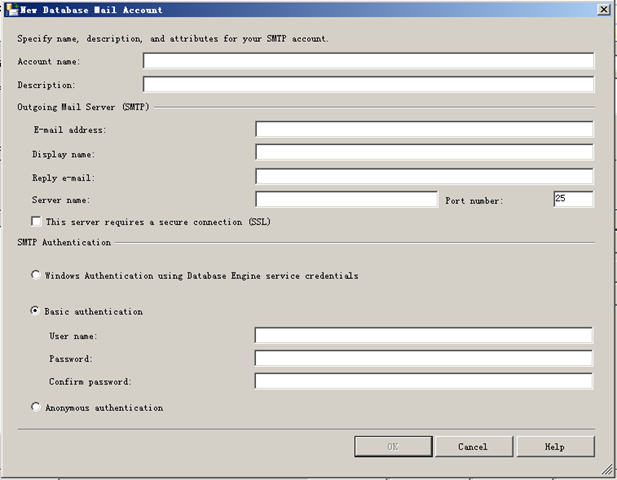 New Database Mail Account
Specify name, description, and attributes for your SMTP account.
Account name:
Description:
Outgoing Mail Server (SMTP)
E-mail address:
Display name:
Reply e-mail:
Server name: Port number: 25
This server requires a secure connection (SSL)
SMTP Authentication
Windows Authentication using Database Engine service credentials
Basic authentication
User name:
Password:
Confirm password:
Anonymous authentication
OK Cancel Help